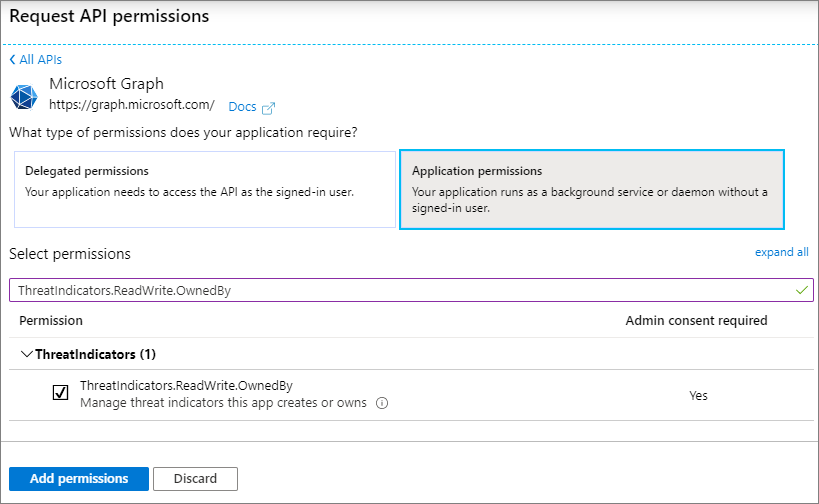 Request API permissions
All APIs
Microsoft Graph
https://graph.microsoft.com/ Docs
What type of permissions does your application require?
Delegated permissions
Your application needs to access the API as the signed-in user.
Application permissions
Your application runs as a background service or daemon without a
signed-in user.
Select permissions
expand all
ThreatIndicators.ReadWrite.OwnedBy
Permission
Admin consent required
ThreatIndicators (1)
ThreatIndicators.ReadWrite.OwnedBy
Manage threat indicators this app creates or owns
Yes
Add permissions
Discard